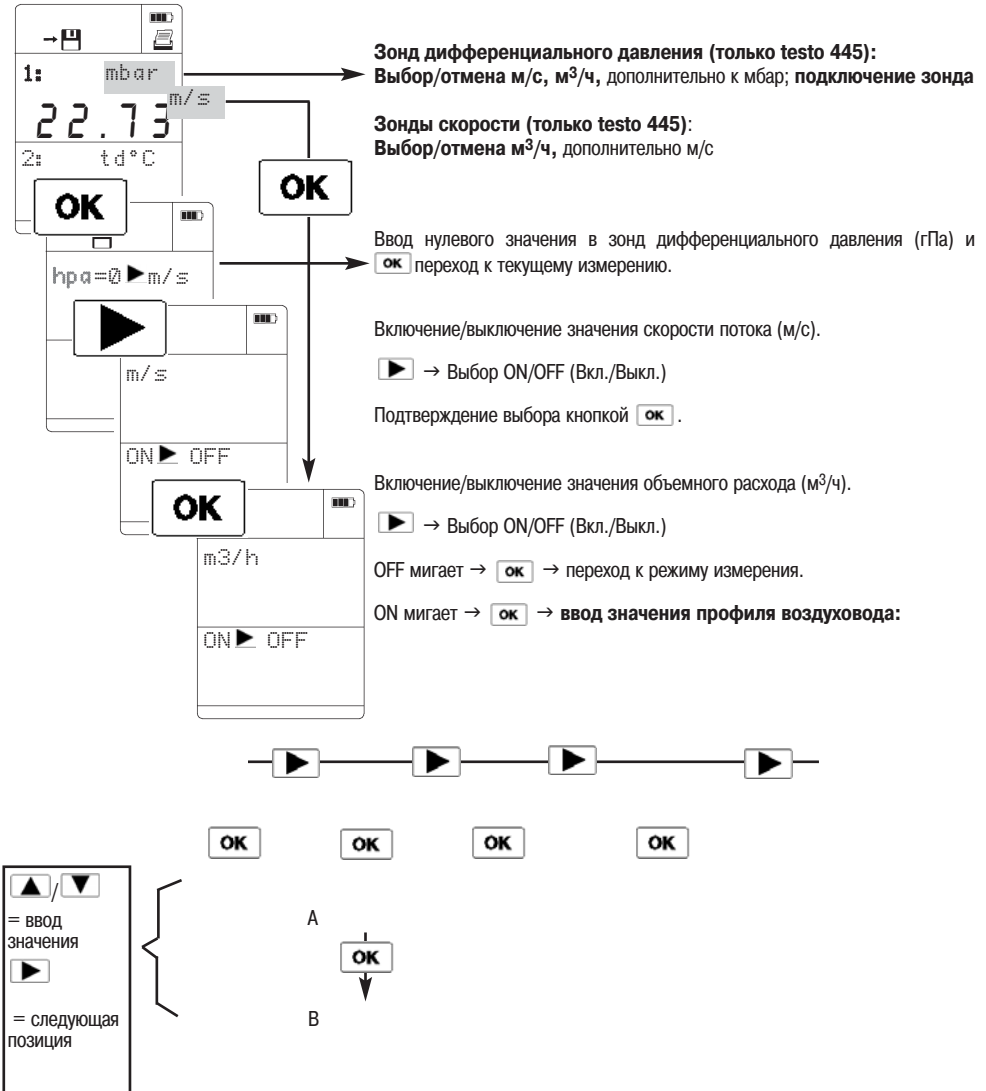 1: mbar
m/s
22.73
2: td°C
OK
OK
hpa=0 ▶ m/s
m/s
ON ▶ OFF
OK
m3/h
ON ▶ OFF
Зонд дифференциального давления (только testo 445):
Выбор/отмена м/с, м³/ч, дополнительно к мбар; подключение зонда
Зонды скорости (только testo 445):
Выбор/отмена м³/ч, дополнительно м/с
Ввод нулевого значения в зонд дифференциального давления (гПа) и
OK переход к текущему измерению.
Включение/выключение значения скорости потока (м/с).
▶ → Выбор ON/OFF (Вкл./Выкл.)
Подтверждение выбора кнопкой OK .
Включение/выключение значения объемного расхода (м³/ч).
▶ → Выбор ON/OFF (Вкл./Выкл.)
OFF мигает → OK → переход к режиму измерения.
ON мигает → OK → ввод значения профиля воздуховода:
OK OK OK OK
▲/▼
= ввод
значения
▶
= следующая
позиция
A
OK
B